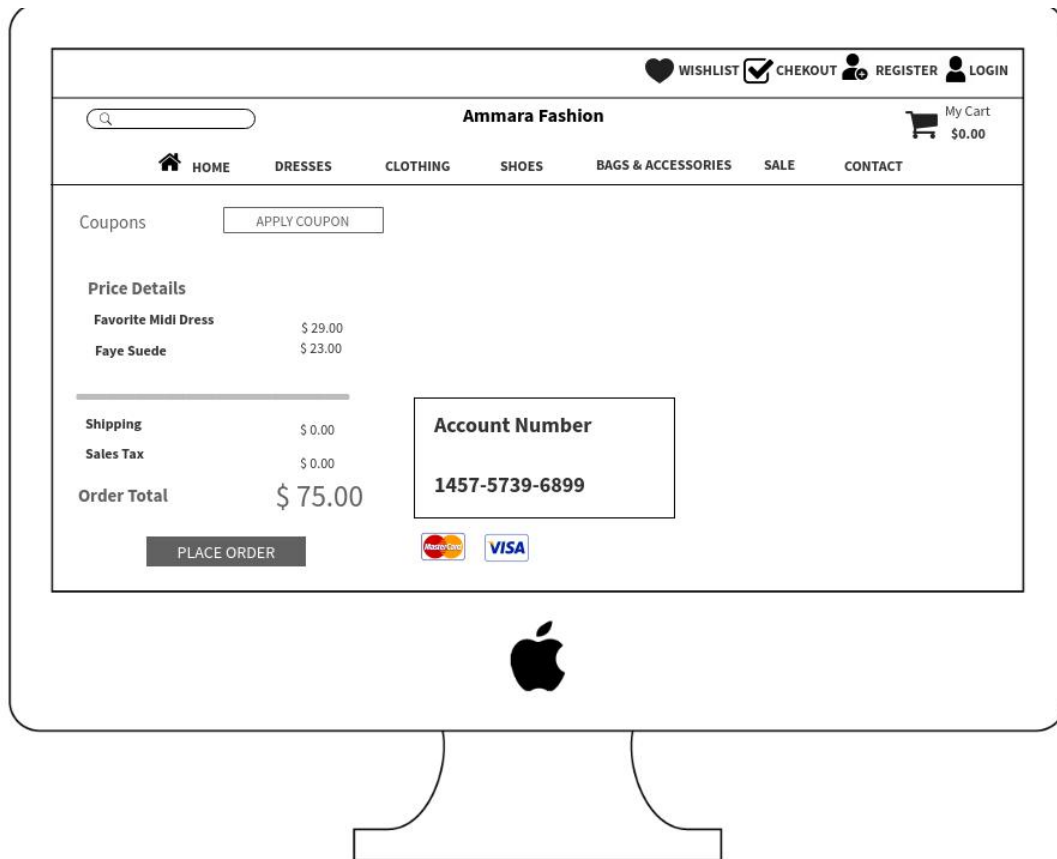 WISHLIST CHEKOUT REGISTER LOGIN
Ammara Fashion
My Cart
$0.00
HOME DRESSES CLOTHING SHOES BAGS & ACCESSORIES SALE CONTACT
Coupons APPLY COUPON
Price Details
Favorite Midi Dress $ 29.00
Faye Suede $ 23.00
Shipping $ 0.00
Sales Tax $ 0.00
Order Total $ 75.00
PLACE ORDER
Account Number
1457-5739-6899
MasterCard VISA